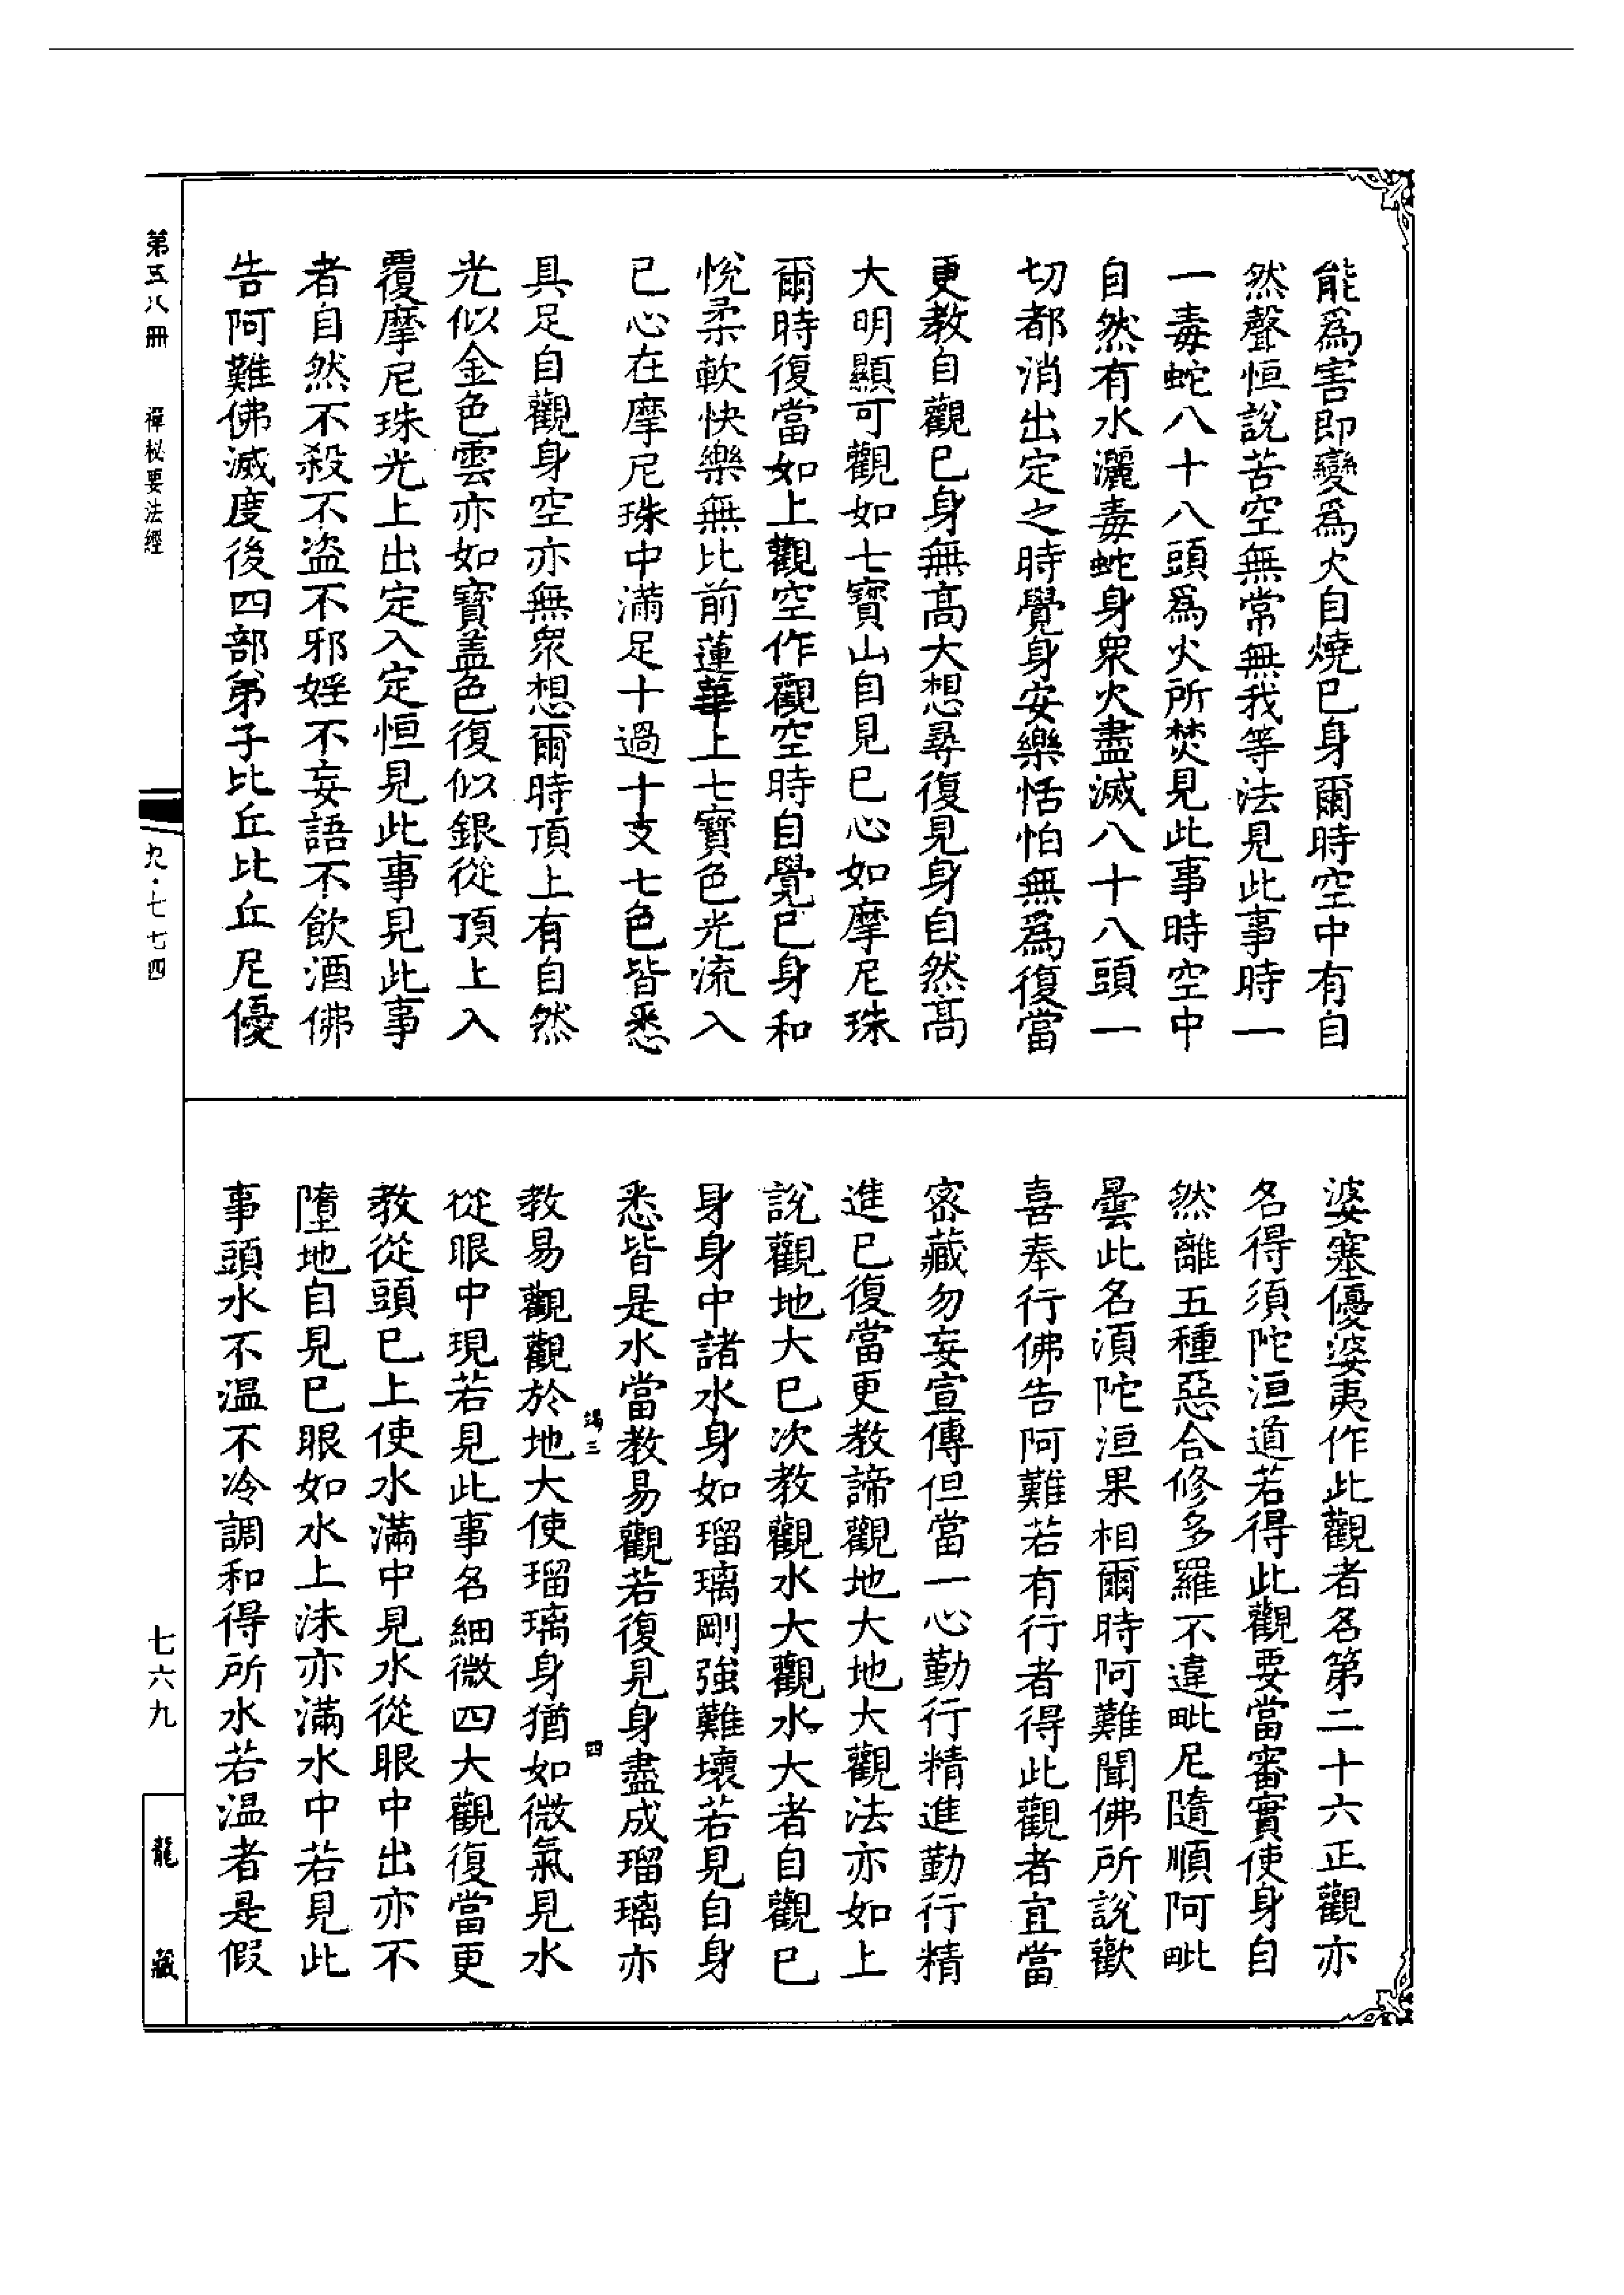 能爲害即變爲火自燒已身爾時空中有自
然聲恒說苦空無常無我等法見此事時一
一毒蛇八十八頭爲火所焚見此事時空中
自然有水灑毒蛇身衆火盡滅八十八頭一
切都消出定之時覺身安樂恬怕無爲復當
更教自觀已身無高大想尋復見身自然高
大明顯可觀如七寶山自見已心如摩尼珠
爾時復當如上觀空作觀空時自覺已身和
悅柔軟快樂無比前蓮華上七寶色光流入
已心在摩尼珠中滿足十過十支七色皆悉
具足自觀身空亦無衆想爾時頂上有自然
光似金色雲亦如寶蓋色復似銀從頂上入
覆摩尼珠光上出定入定恒見此事見此事
者自然不殺不盜不邪婬不妄語不飲酒佛
告阿難佛滅度後四部弟子比丘比丘尼優
婆塞優婆夷作此觀者名第二十六正觀亦
名得須陀洹道若得此觀要當審實使身自
然離五種惡合修多羅不違毗尼隨順阿毗
曇此名湏陀洹果相爾時阿難聞佛所說歡
喜奉行佛告阿難若有行者得此觀者宜當
密藏勿妄宣傳但當一心勤行精進勤行精
進已復當更教諦觀地大地大觀法亦如上
說觀地大已次教觀水大觀水大者自觀已
身身中諸水身如瑠璃剛強難壞若見自身
悉皆是水當教易觀若復見身盡成瑠璃亦
竭三 四
教易觀觀於地大使瑠璃身猶如微氣見水
從眼中現若見此事名細微四大觀復當更
教從頭已上使水滿中見水從眼中出亦不
墮地自見已眼如水上沫亦滿水中若見此
事頭水不温不冷調和得所水若温者是假
第五八冊 禪秘要法經
九·七七四
七六九
龍藏